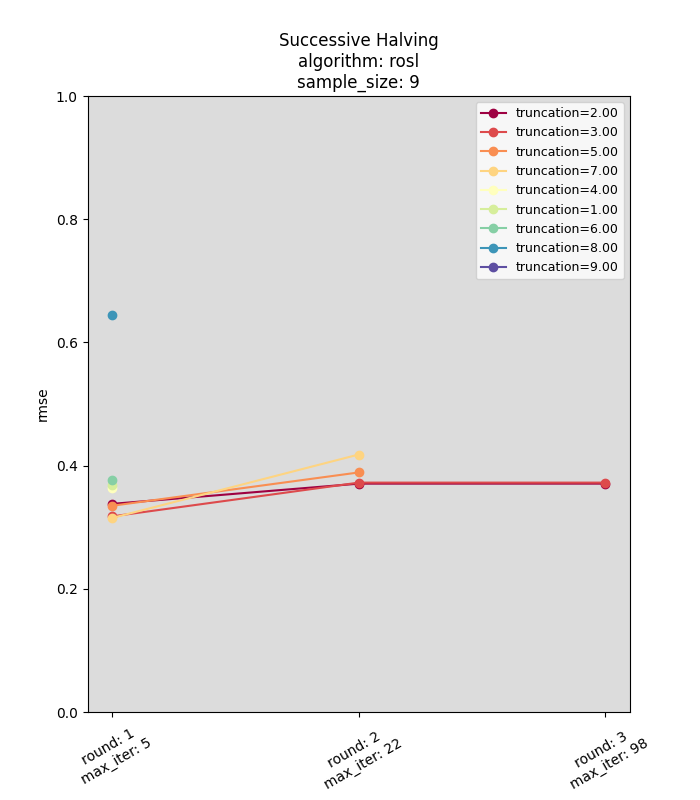 Successive Halving
algorithm: rosl
sample_size: 9
truncation=2.00
truncation=3.00
truncation=5.00
truncation=7.00
truncation=4.00
truncation=1.00
truncation=6.00
truncation=8.00
truncation=9.00
1.0
0.8
0.6
0.4
0.2
0.0
rmse
round: 1
max_iter: 5
round: 2
max_iter: 22
round: 3
max_iter: 98